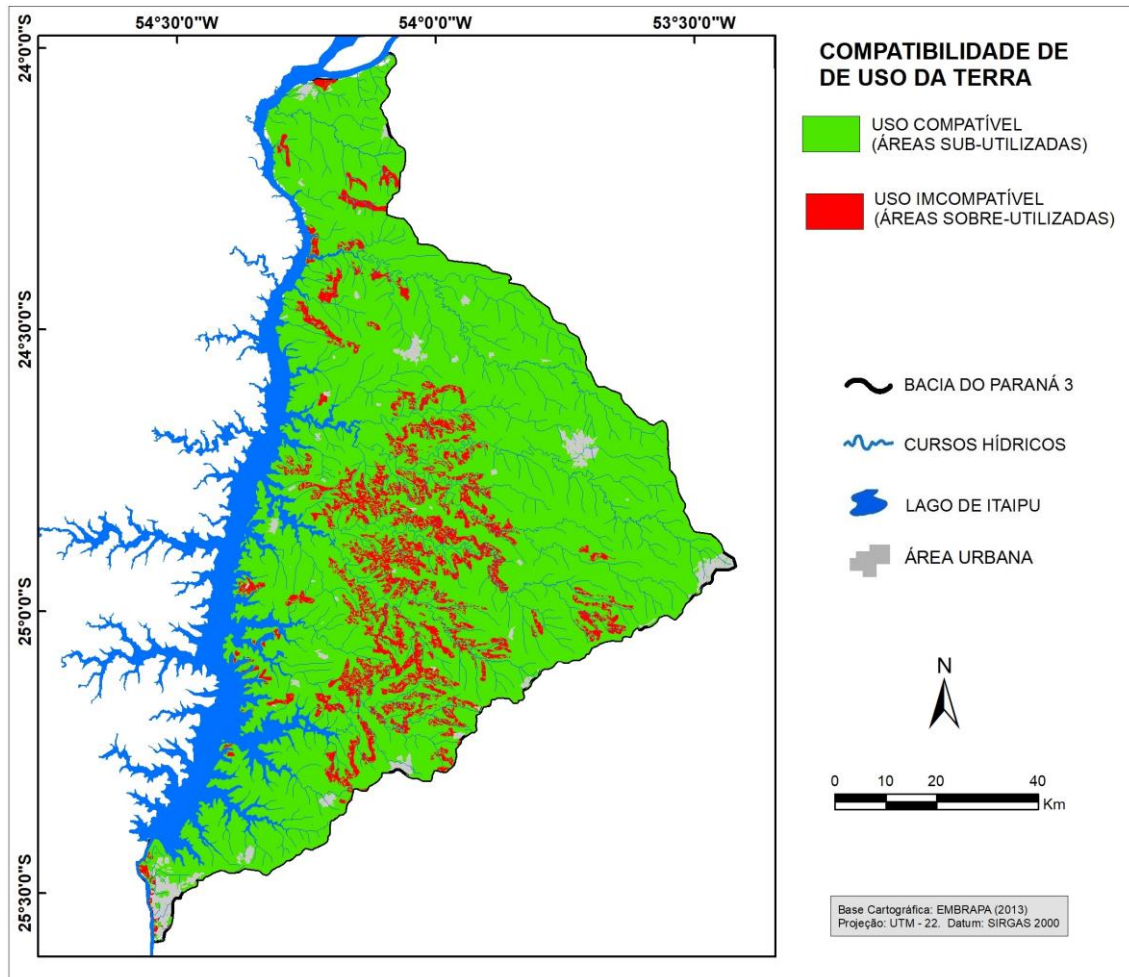 54°30'0"W
54°0'0"W
53°30'0"W
24°0'0"S
24°30'0"S
25°0'0"S
25°30'0"S
COMPATIBILIDADE DE
DE USO DA TERRA
USO COMPATÍVEL
(ÁREAS SUB-UTILIZADAS)
USO IMCOMPATÍVEL
(ÁREAS SOBRE-UTILIZADAS)
BACIA DO PARANÁ 3
CURSOS HÍDRICOS
LAGO DE ITAIPU
ÁREA URBANA
N
0 10 20 40
Km
Base Cartográfica: EMBRAPA (2013)
Projeção: UTM - 22. Datum: SIRGAS 2000